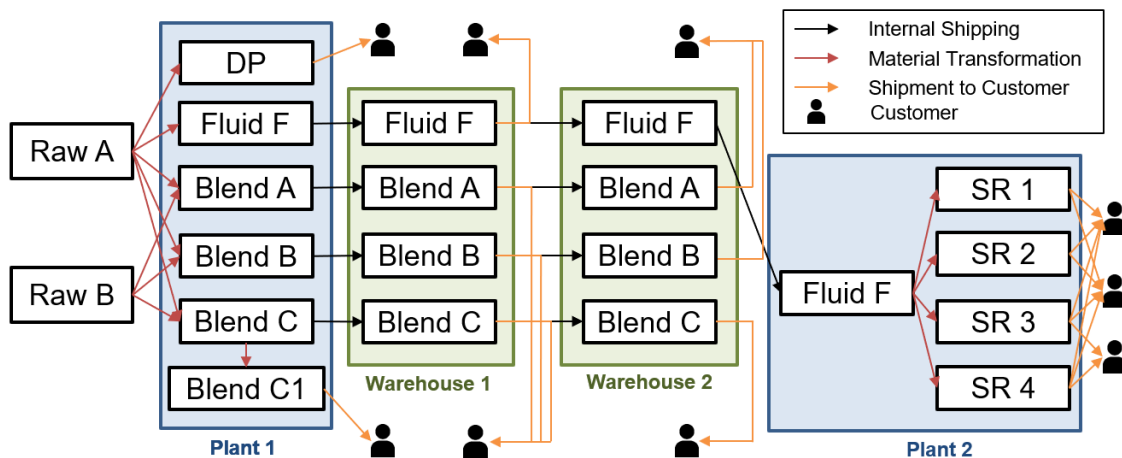 Raw A
Raw B
DP
Fluid F
Blend A
Blend B
Blend C
Blend C1
Plant 1
Fluid F
Blend A
Blend B
Blend C
Warehouse 1
Fluid F
Blend A
Blend B
Blend C
Warehouse 2
Internal Shipping
Material Transformation
Shipment to Customer
Customer
Fluid F
SR 1
SR 2
SR 3
SR 4
Plant 2